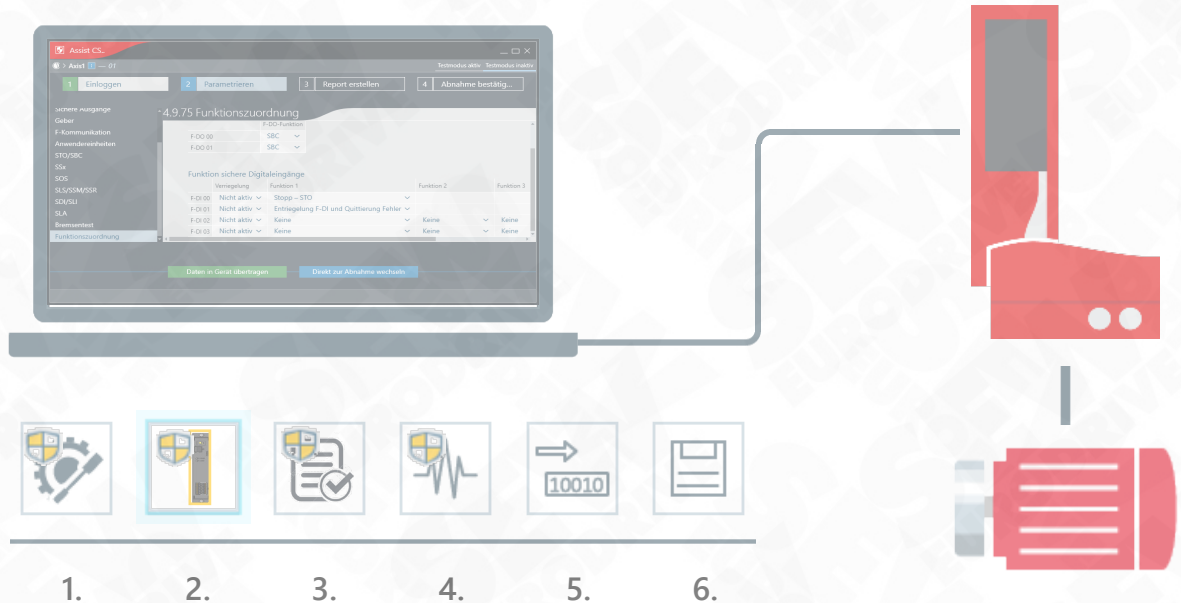 Assist CS..
> Axis1 — 01
Testmodus aktiv Testmodus inaktiv
1 Einloggen
2 Parametrieren
3 Report erstellen
4 Abnahme bestätig...
Sichere Ausgänge
Geber
F-Kommunikation
Anwendereinheiten
STO/SBC
SSx
SOS
SLS/SSM/SSR
SDI/SLI
SLA
Bremsentest
Funktionszuordnung
4.9.75 Funktionszuordnung
F-DO-Funktion
F-DO 00 SBC
F-DO 01 SBC
Funktion sichere Digitaleingänge
Verriegelung Funktion 1 Funktion 2 Funktion 3
F-DI 00 Nicht aktiv Stopp – STO
F-DI 01 Nicht aktiv Entriegelung F-DI und Quittierung Fehler
F-DI 02 Nicht aktiv Keine Keine Keine
F-DI 03 Nicht aktiv Keine Keine Keine
Daten in Gerät übertragen
Direkt zur Abnahme wechseln
10010
1. 2. 3. 4. 5. 6.